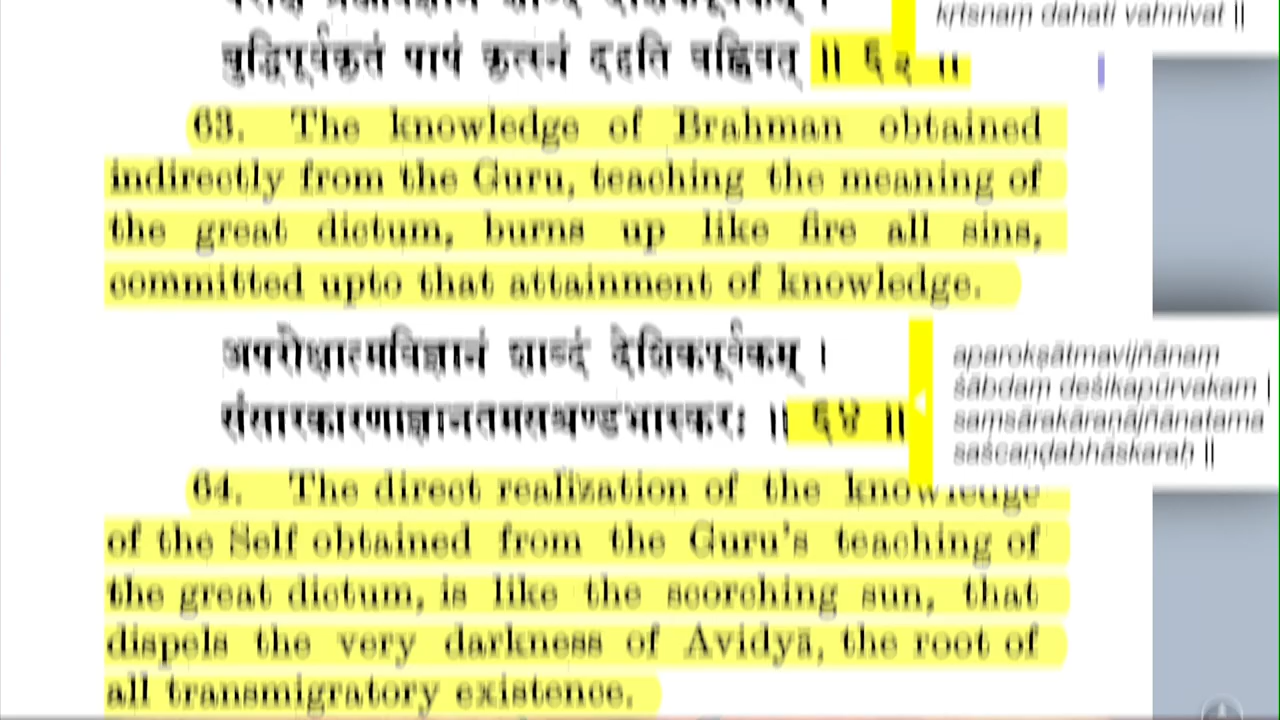 kṛtsnaṃ dahati vahnivat ||
बुद्धिपूर्वकृतं पापं कृत्स्नं दहति वह्निवत् ॥ ६३ ॥
63. The knowledge of Brahman obtained
indirectly from the Guru, teaching the meaning of
the great dictum, burns up like fire all sins,
committed upto that attainment of knowledge.
अपरोक्षात्मविज्ञानं शाब्दं देशिकपूर्वकम् ।
संसारकारणाज्ञानतमसश्चण्डभास्करः ॥ ६४ ॥
aparokṣātmavijñānaṃ
śābdaṃ deśikapūrvakam |
saṃsārakāraṇājñānatama
saścaṇḍabhāskaraḥ ||
64. The direct realization of the knowledge
of the Self obtained from the Guru's teaching of
the great dictum, is like the scorching sun, that
dispels the very darkness of Avidyā, the root of
all transmigratory existence.